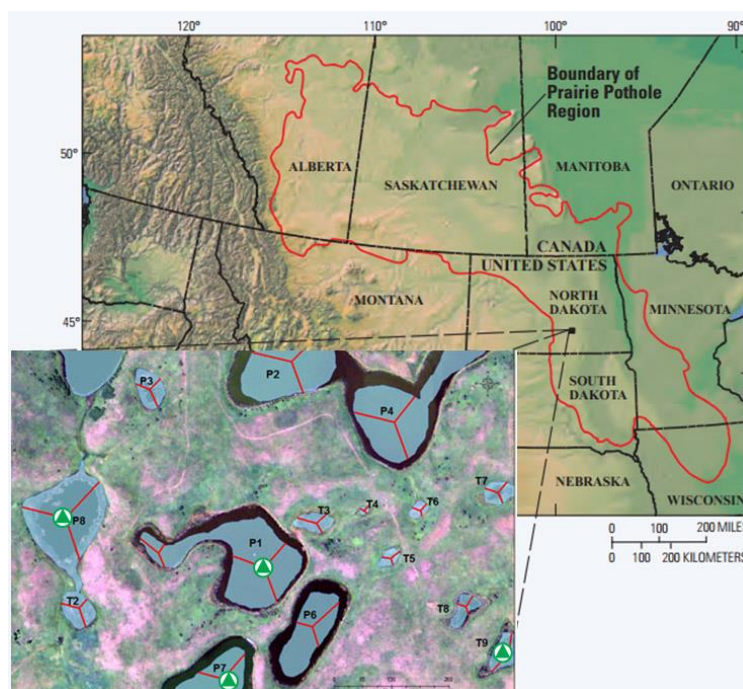 120°
110°
100°
90°
Boundary of
Prairie Pothole
Region
50°
ALBERTA
SASKATCHEWAN
MANITOBA
ONTARIO
CANADA
UNITED STATES
MONTANA
NORTH
DAKOTA
MINNESOTA
45°
SOUTH
DAKOTA
NEBRASKA
WISCONSIN
0 100 200 MILES
0 100 200 KILOMETERS
P3
P2
P4
T7
P8
T3
T4
T6
P1
T5
T2
P6
T8
T9
P7